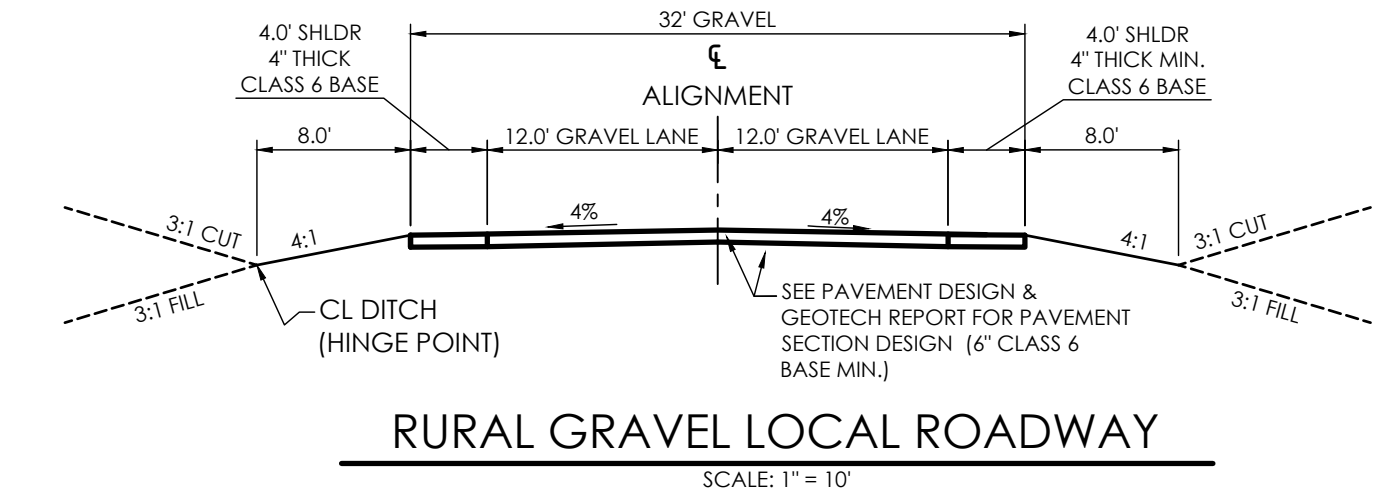 32' GRAVEL
4.0' SHLDR
4" THICK
CLASS 6 BASE
℄
ALIGNMENT
4.0' SHLDR
4" THICK MIN.
CLASS 6 BASE
8.0'
12.0' GRAVEL LANE
12.0' GRAVEL LANE
8.0'
3:1 CUT
4:1
4%
4%
4:1
3:1 CUT
3:1 FILL
3:1 FILL
CL DITCH
(HINGE POINT)
SEE PAVEMENT DESIGN &
GEOTECH REPORT FOR PAVEMENT
SECTION DESIGN (6" CLASS 6
BASE MIN.)
RURAL GRAVEL LOCAL ROADWAY
SCALE: 1" = 10'